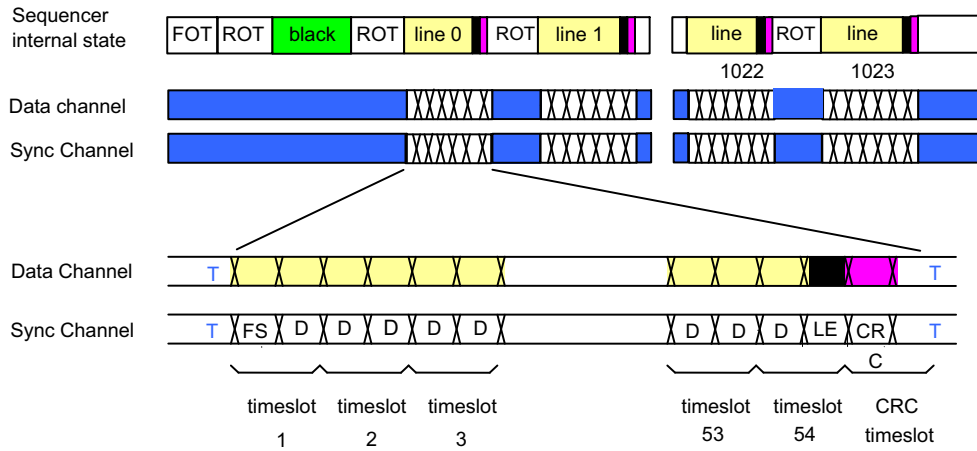 Sequencer
internal state
FOT ROT black ROT line 0 ROT line 1 line ROT line
1022 1023
Data channel
Sync Channel
Data Channel T T
Sync Channel T FS D D D D D D D D LE CR T
C
timeslot timeslot timeslot timeslot timeslot CRC
1 2 3 53 54 timeslot